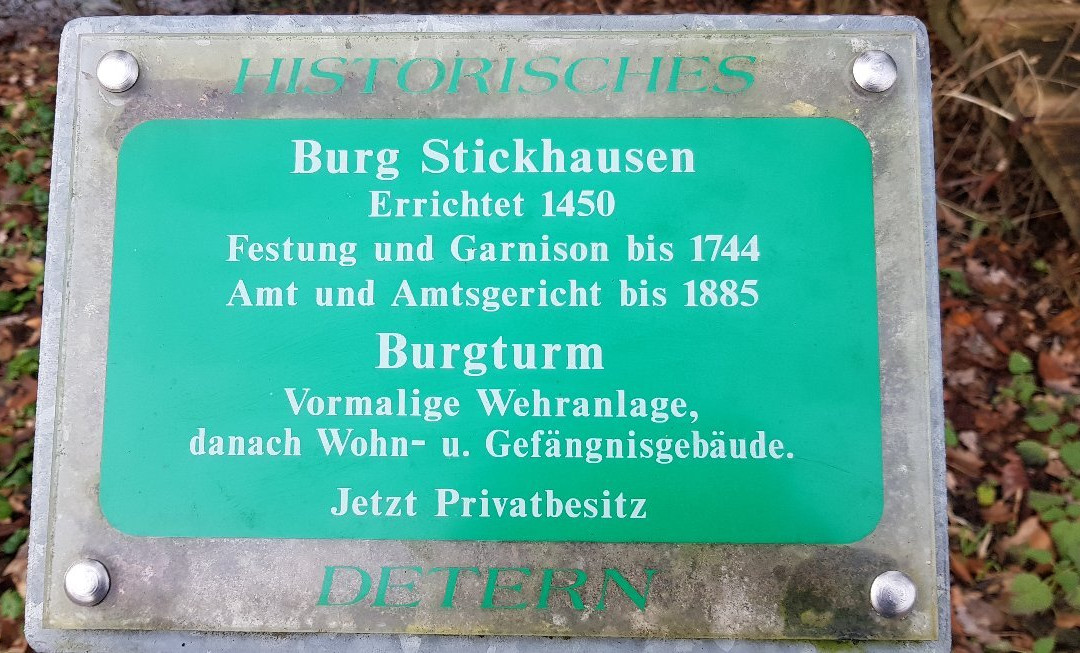 HISTORISCHES
Burg Stickhausen
Errichtet 1450
Festung und Garnison bis 1744
Amt und Amtsgericht bis 1885
Burgturm
Vormalige Wehranlage,
danach Wohn- u. Gefängnisgebäude.
Jetzt Privatbesitz
DETERN